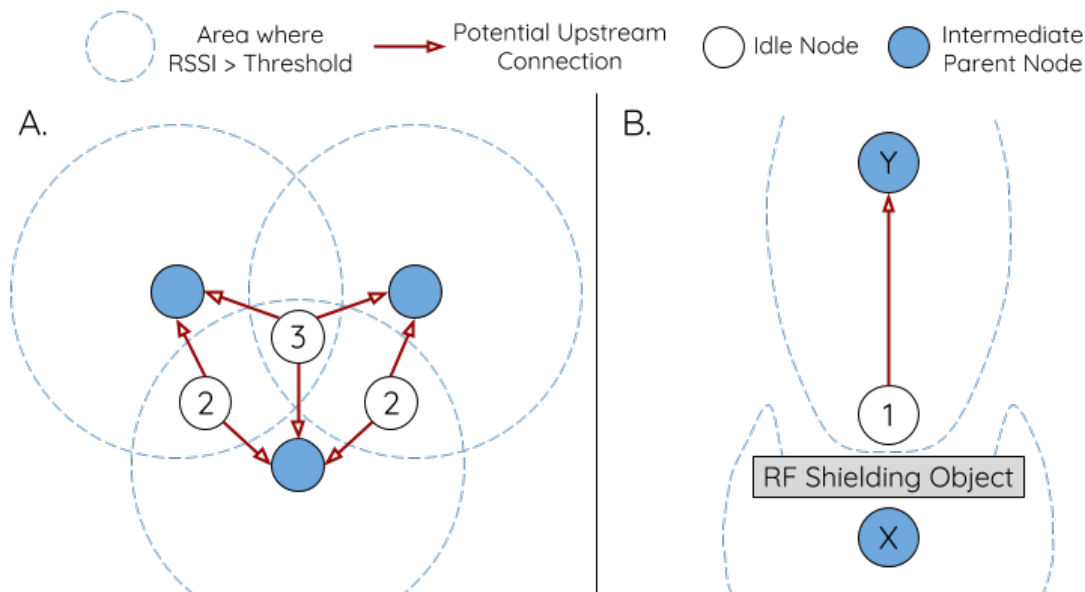 Area where
RSSI > Threshold
Potential Upstream
Connection
Idle Node
Intermediate
Parent Node
A.
B.
Y
3
2
2
1
RF Shielding Object
X